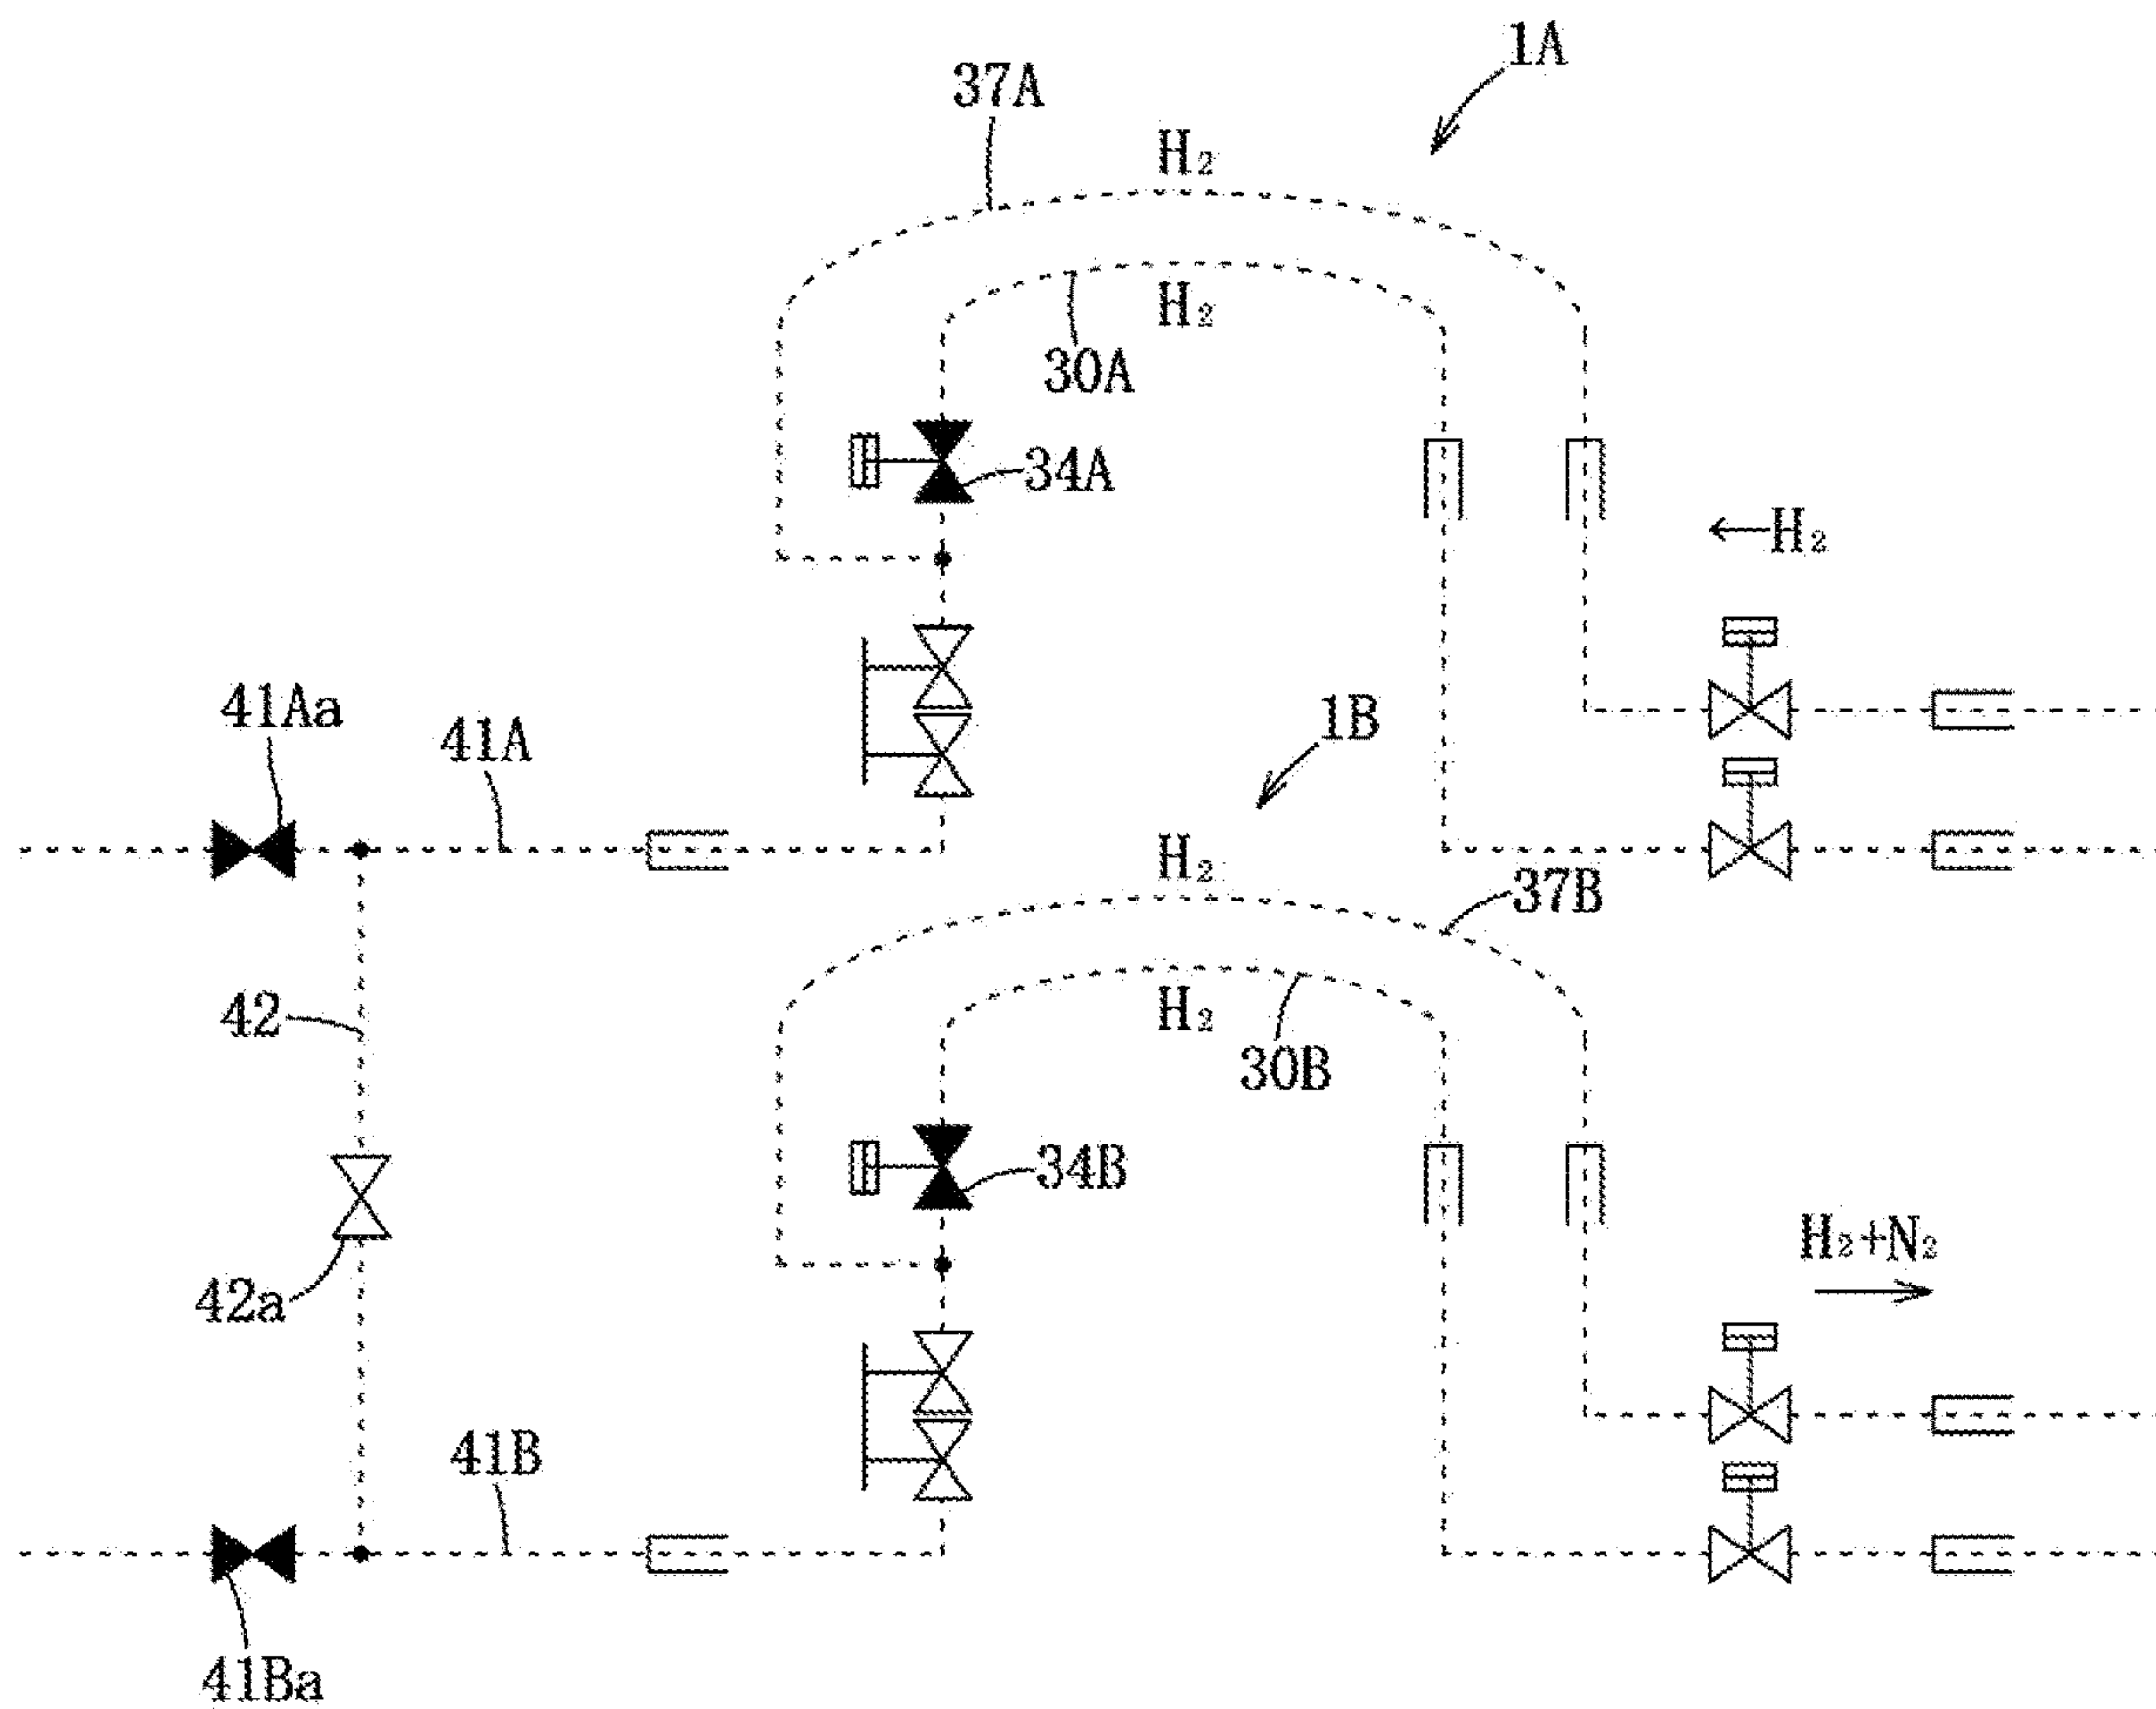 1A
37A
H₂
H₂
30A
34A
←H₂
41Aa
41A
1B
H₂
37B
42
H₂
30B
34B
H₂+N₂
42a
41B
41Ba